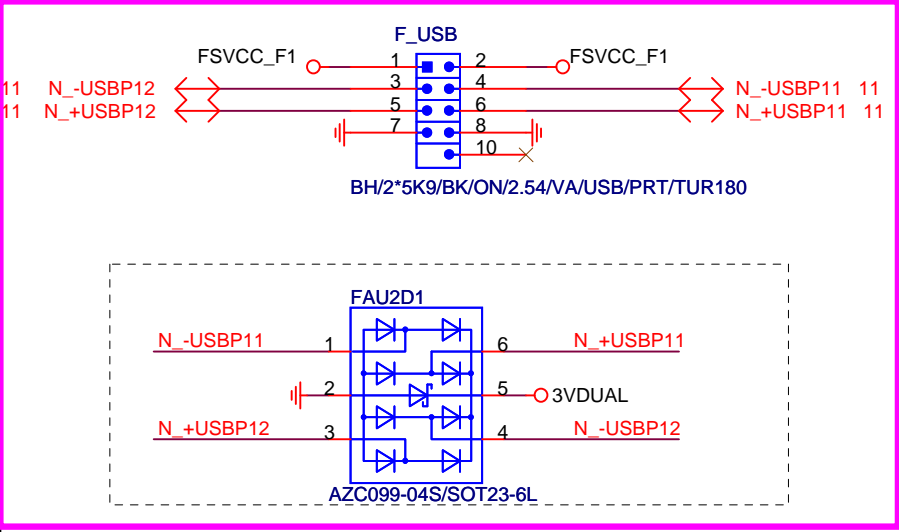 F_USB
FSVCC_F1 1 2 FSVCC_F1
11 N_-USBP12 3 4 N_-USBP11 11
11 N_+USBP12 5 6 N_+USBP11 11
7 8
10
BH/2*5K9/BK/ON/2.54/VA/USB/PRT/TUR180
FAU2D1
N_-USBP11 1 6 N_+USBP11
2 5 3VDUAL
N_+USBP12 3 4 N_-USBP12
AZC099-04S/SOT23-6L